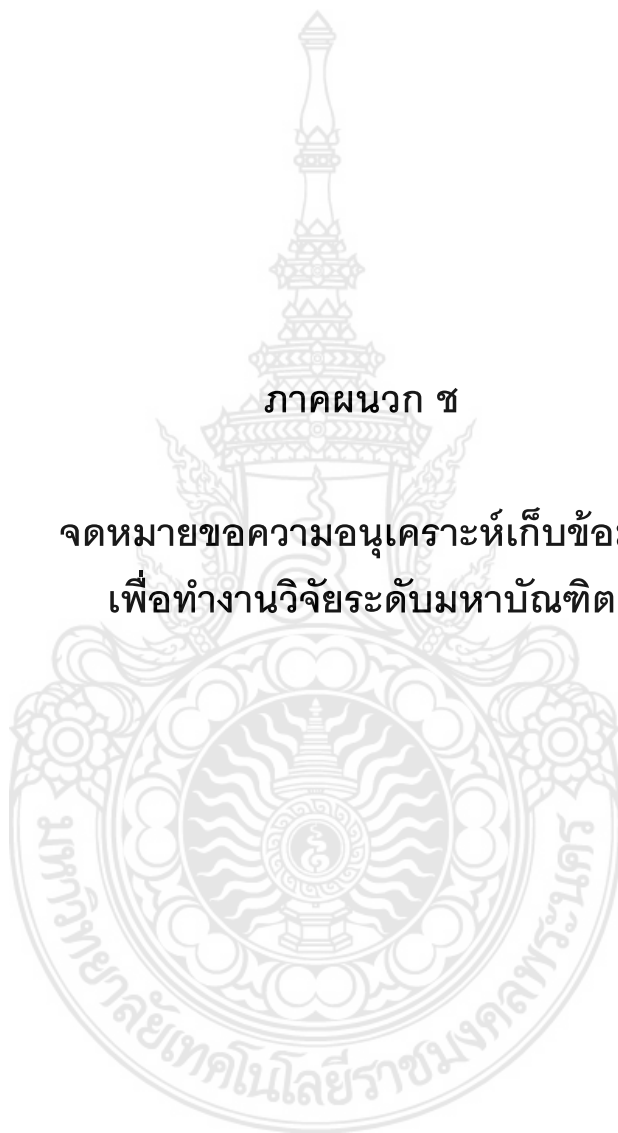 ภาคผนวก ช
จดหมายขอความอนุเคราะห์เก็บ
เพื่อทำงานวิจัยระดับมหาบัณฑิต
มหาวิทยาลัยเทคโนโลยีราชมงคลพระนคร